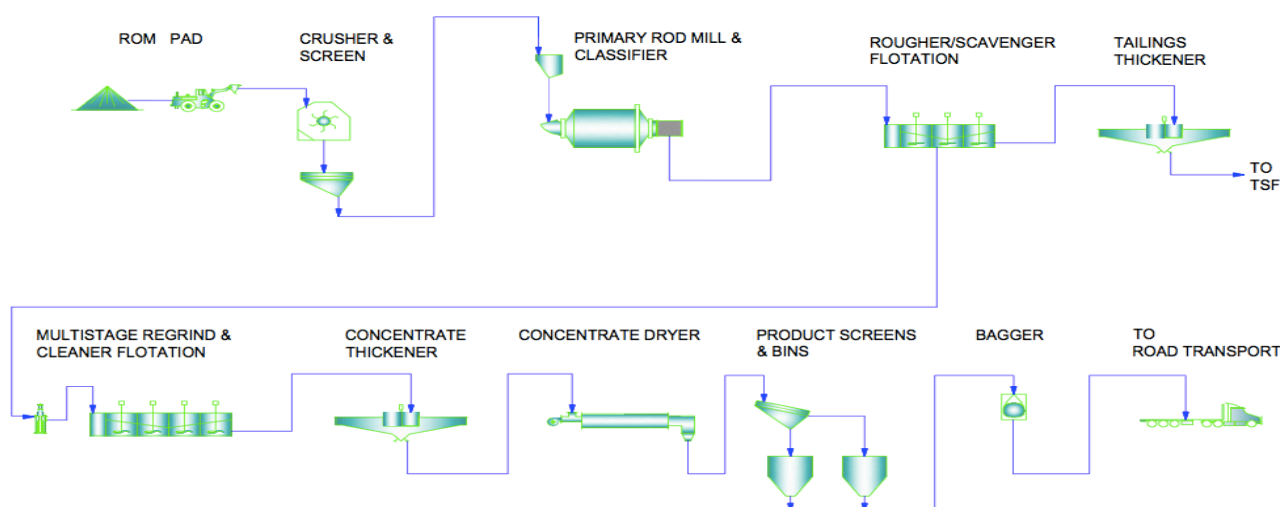 ROM PAD
CRUSHER &
SCREEN
PRIMARY ROD MILL &
CLASSIFIER
ROUGHER/SCAVENGER
FLOTATION
TAILINGS
THICKENER
TO
TSF
MULTISTAGE REGRIND &
CLEANER FLOTATION
CONCENTRATE
THICKENER
CONCENTRATE DRYER
PRODUCT SCREENS
& BINS
BAGGER
TO
ROAD TRANSPORT